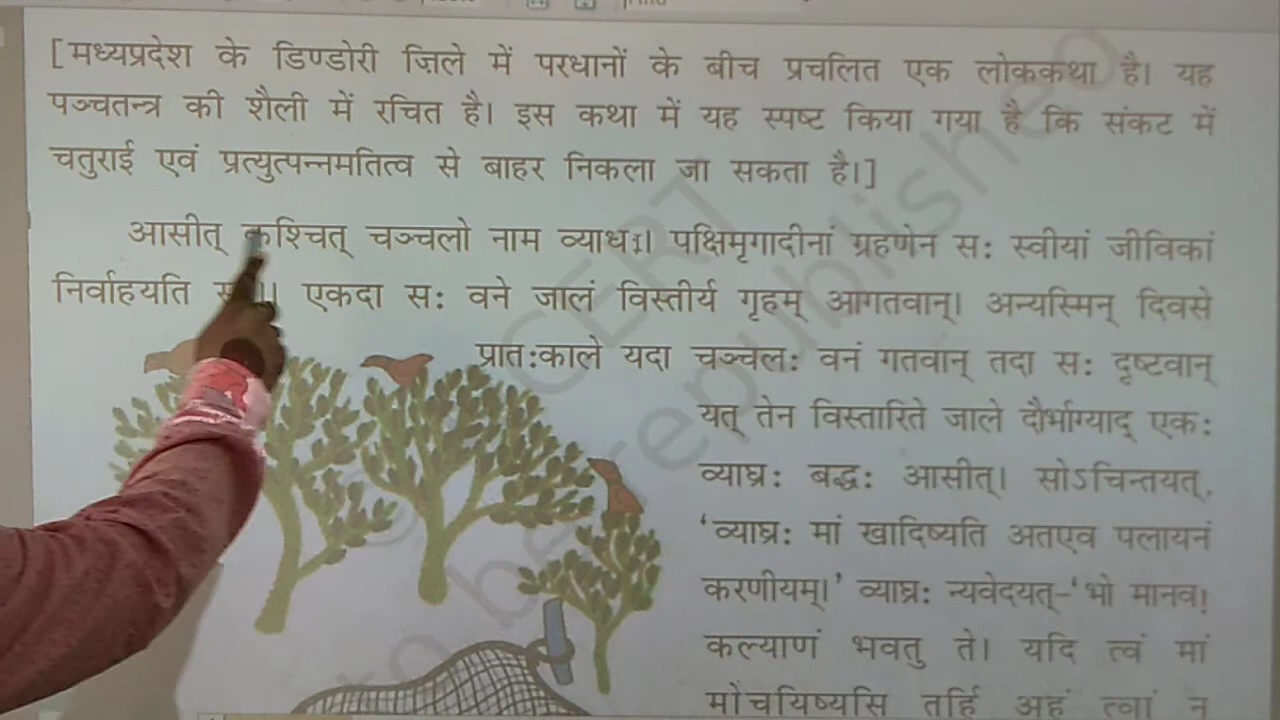 [मध्यप्रदेश के डिण्डोरी ज़िले में परधानों के बीच प्रचलित एक लोककथा है। यह
पञ्चतन्त्र की शैली में रचित है। इस कथा में यह स्पष्ट किया गया है कि संकट में
चतुराई एवं प्रत्युत्पन्नमतित्व से बाहर निकला जा सकता है।]
आसीत् कश्चित् चञ्चलो नाम व्याधः। पक्षिमृगादीनां ग्रहणेन सः स्वीयां जीविकां
निर्वाहयति । एकदा सः वने जालं विस्तीर्य गृहम् आगतवान्। अन्यस्मिन् दिवसे
प्रातःकाले यदा चञ्चलः वनं गतवान् तदा सः दृष्टवान्
यत् तेन विस्तारिते जाले दौर्भाग्याद् एकः
व्याघ्रः बद्धः आसीत्। सोऽचिन्तयत्,
‘व्याघ्रः मां खादिष्यति अतएव पलायनं
करणीयम्।’ व्याघ्रः न्यवेदयत्-‘भो मानव!
कल्याणं भवतु ते। यदि त्वं मां
मोचयिष्यसि तर्हि अहं त्वां न
to be republished